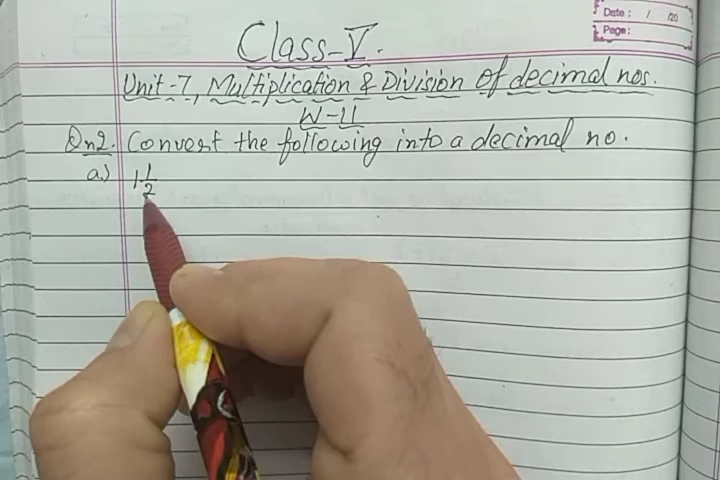 Date: / /20
Page:
Class-V.
Unit-7, Multiplication & Division of decimal nos.
W-11
Qn2. Convert the following into a decimal no.
a.) 1 1/2